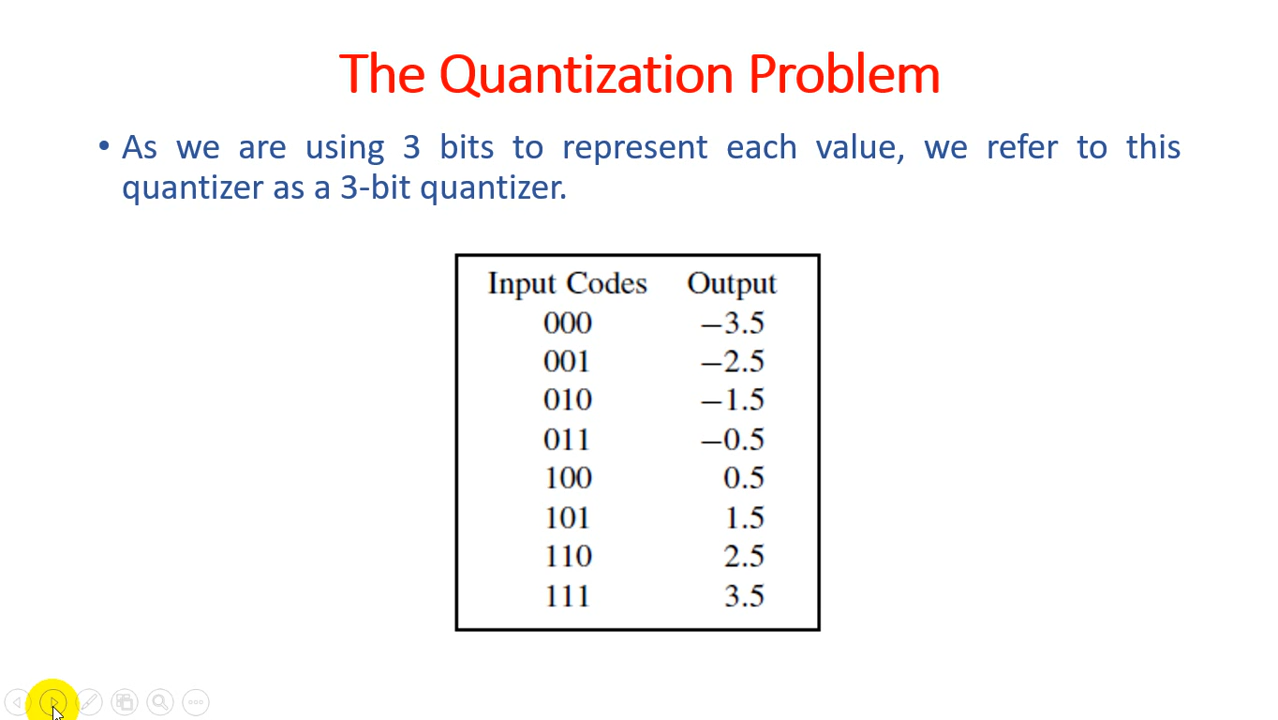 The Quantization Problem
• As we are using 3 bits to represent each value, we refer to this
quantizer as a 3-bit quantizer.
Input Codes Output
000 −3.5
001 −2.5
010 −1.5
011 −0.5
100 0.5
101 1.5
110 2.5
111 3.5